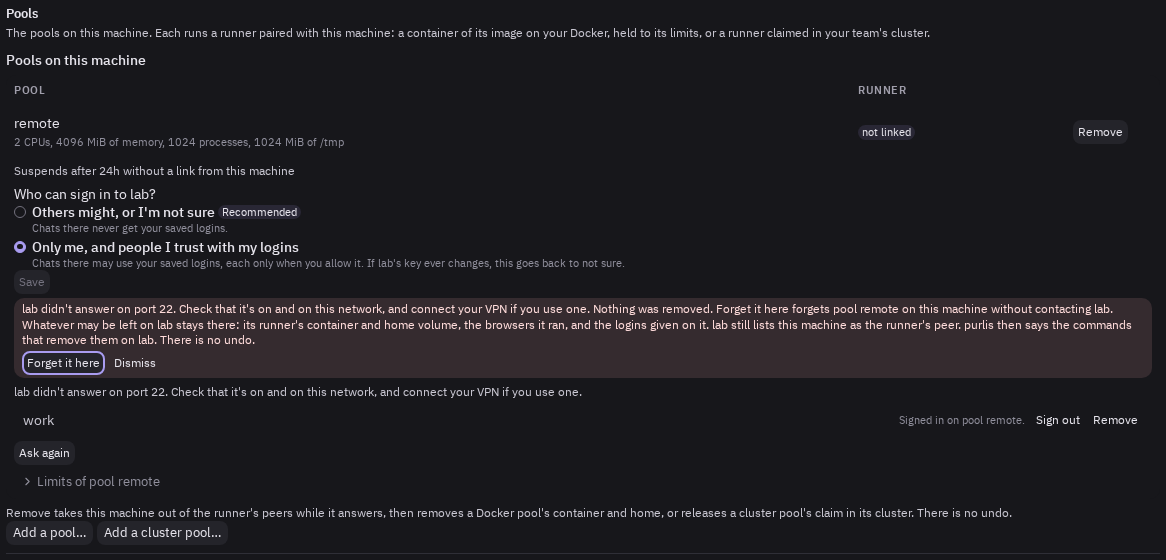 Pools
The pools on this machine. Each runs a runner paired with this machine: a container of its image on your Docker, held to its limits, or a runner claimed in your team's cluster.
Pools on this machine
POOL RUNNER
remote
2 CPUs, 4096 MiB of memory, 1024 processes, 1024 MiB of /tmp
not linked
Remove
Suspends after 24h without a link from this machine
Who can sign in to lab?
Others might, or I'm not sure Recommended
Chats there never get your saved logins.
Only me, and people I trust with my logins
Chats there may use your saved logins, each only when you allow it. If lab's key ever changes, this goes back to not sure.
Save
lab didn't answer on port 22. Check that it's on and on this network, and connect your VPN if you use one. Nothing was removed. Forget it here forgets pool remote on this machine without contacting lab.
Whatever may be left on lab stays there: its runner's container and home volume, the browsers it ran, and the logins given on it. lab still lists this machine as the runner's peer. purlis then says the commands
that remove them on lab. There is no undo.
Forget it here Dismiss
lab didn't answer on port 22. Check that it's on and on this network, and connect your VPN if you use one.
work Signed in on pool remote. Sign out Remove
Ask again
Limits of pool remote
Remove takes this machine out of the runner's peers while it answers, then removes a Docker pool's container and home, or releases a cluster pool's claim in its cluster. There is no undo.
Add a pool... Add a cluster pool...